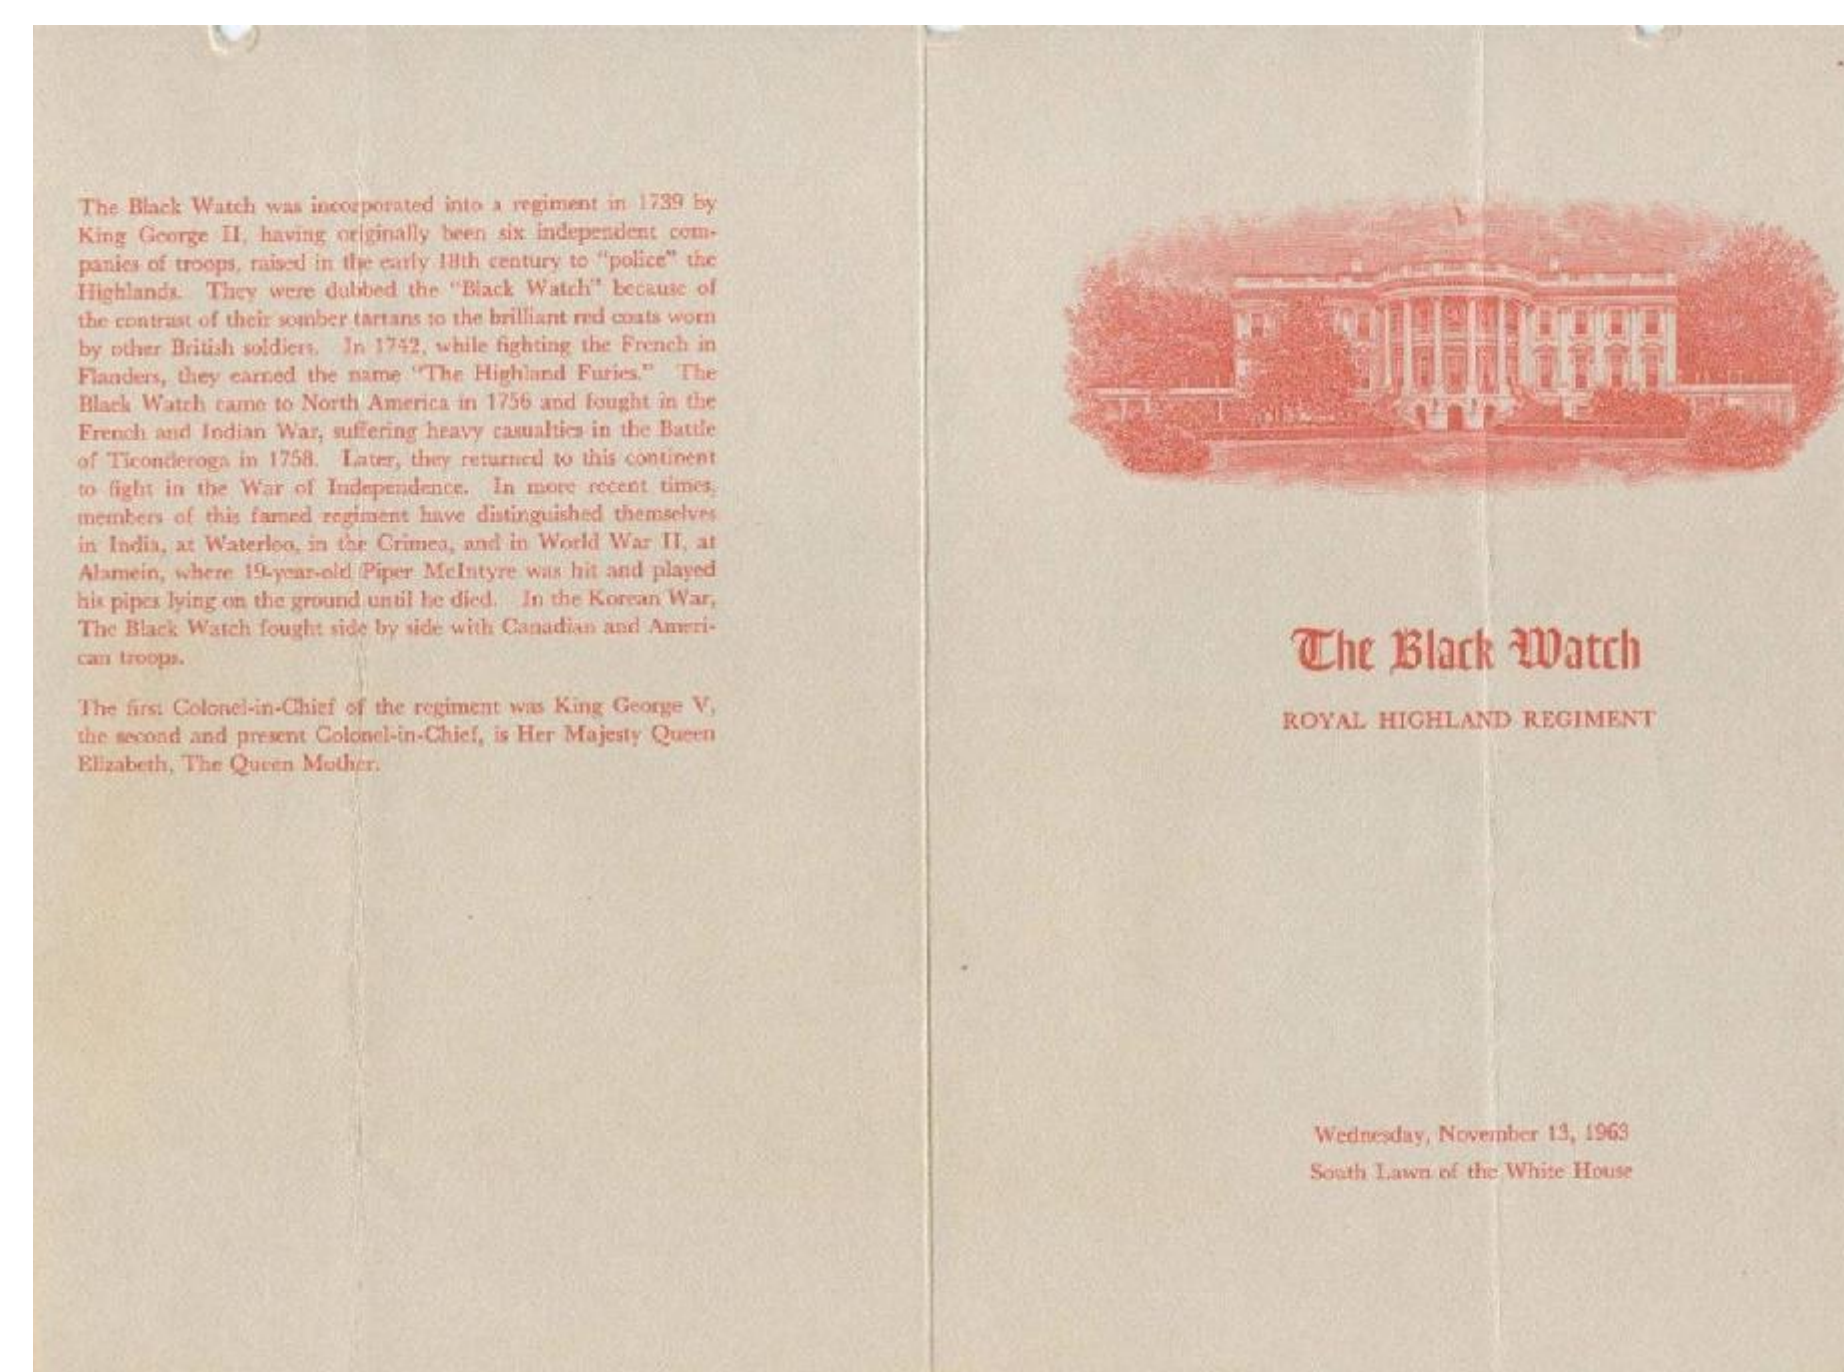 The Black Watch was incorporated into a regiment in 1739 by
King George II, having originally been six independent com-
panies of troops, raised in the early 18th century to "police" the
Highlands. They were dubbed the "Black Watch" because of
the contrast of their somber tartans to the brilliant red coats worn
by other British soldiers. In 1742, while fighting the French in
Flanders, they earned the name "The Highland Furies." The
Black Watch came to North America in 1756 and fought in the
French and Indian War, suffering heavy casualties in the Battle
of Ticonderoga in 1758. Later, they returned to this continent
to fight in the War of Independence. In more recent times,
members of this famed regiment have distinguished themselves
in India, at Waterloo, in the Crimea, and in World War II, at
Alamein, where 19-year-old Piper McIntyre was hit and played
his pipes lying on the ground until he died. In the Korean War,
The Black Watch fought side by side with Canadian and Ameri-
can troops.
The first Colonel-in-Chief of the regiment was King George V,
the second and present Colonel-in-Chief, is Her Majesty Queen
Elizabeth, The Queen Mother.
The Black Watch
ROYAL HIGHLAND REGIMENT
Wednesday, November 13, 1963
South Lawn of the White House